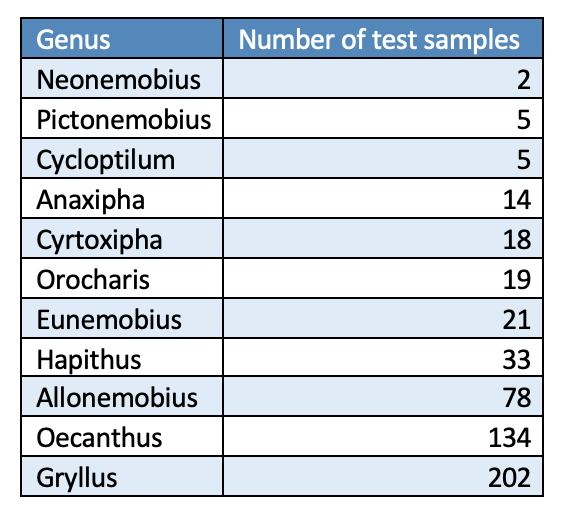 Genus Number of test samples
Neonemobius 2
Pictonemobius 5
Cycloptilum 5
Anaxipha 14
Cyrtoxipha 18
Orocharis 19
Eunemobius 21
Hapithus 33
Allonemobius 78
Oecanthus 134
Gryllus 202